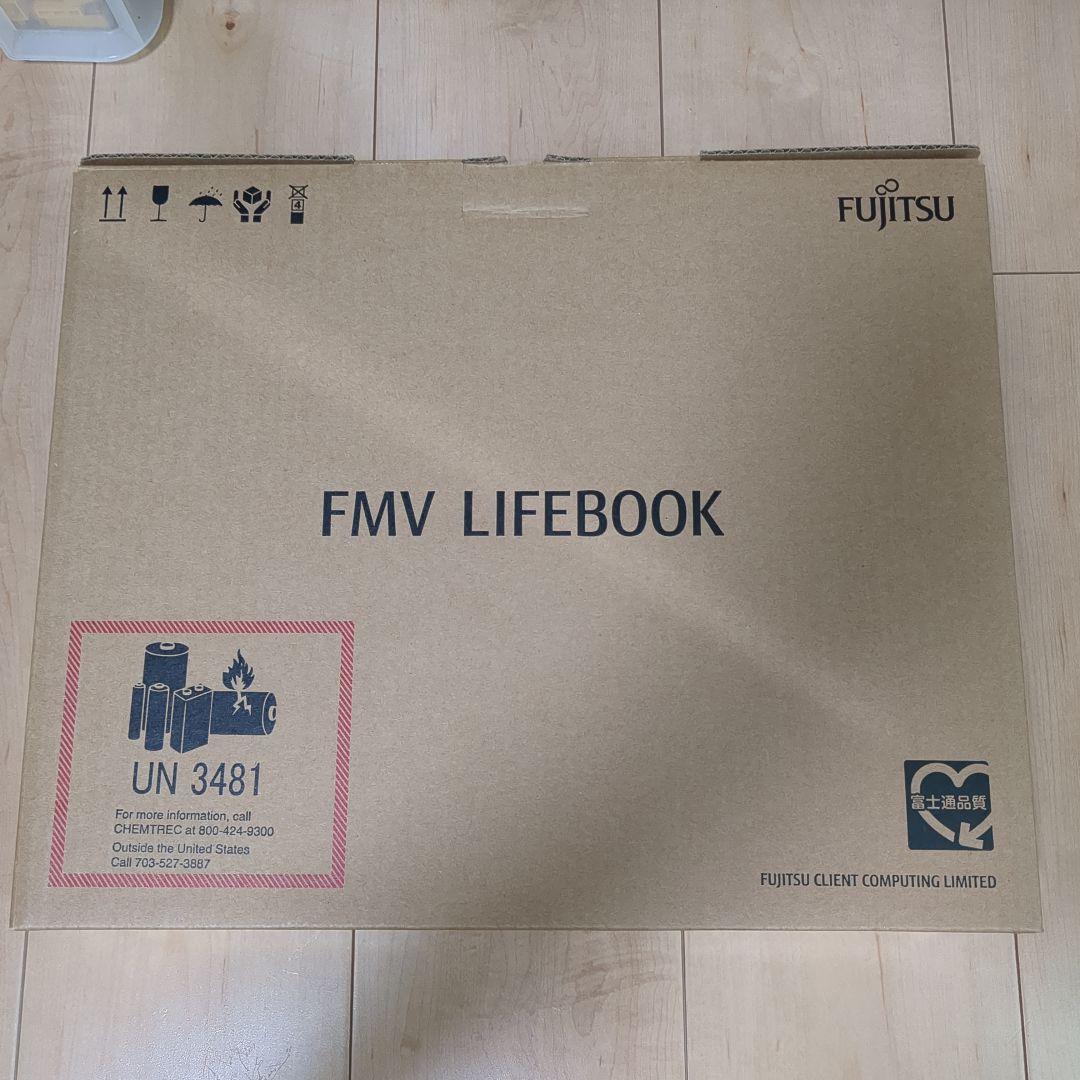 4
FUJITSU
FMV LIFEBOOK
UN 3481
For more information, call
CHEMTREC at 800-424-9300
Outside the United States
Call 703-527-3887
富士通品質
FUJITSU CLIENT COMPUTING LIMITED